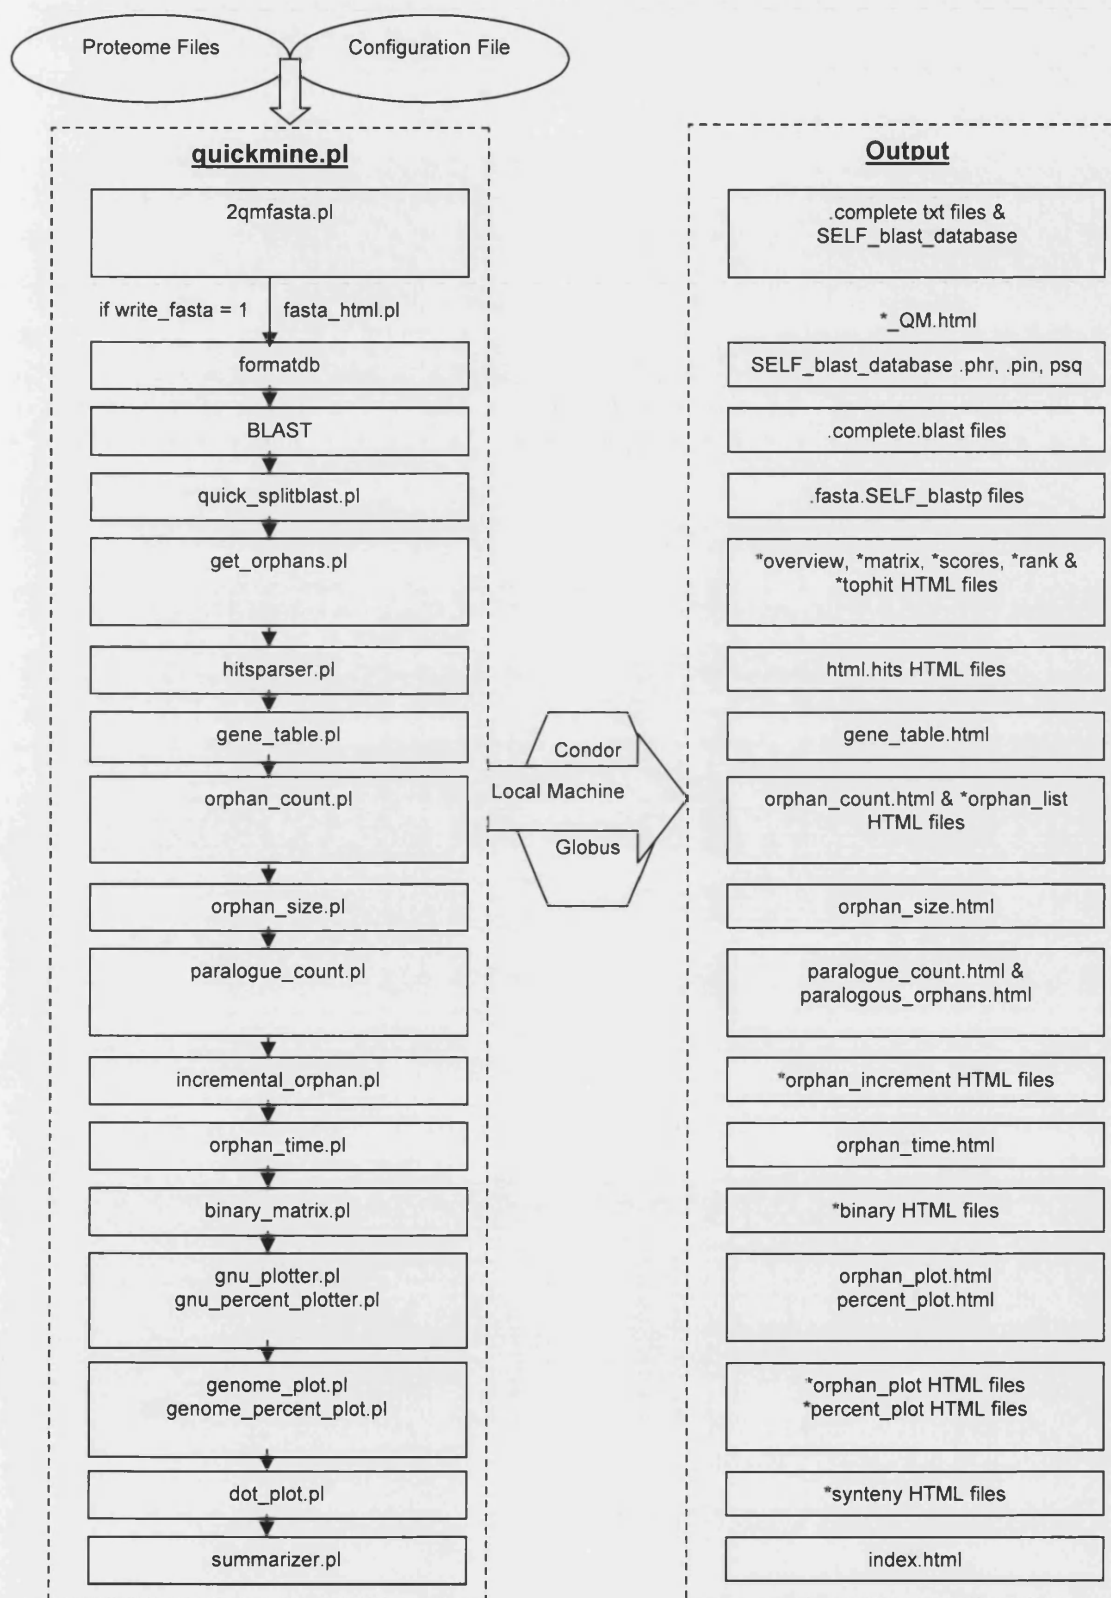 Proteome Files
Configuration File
quickmine.pl
2qmfasta.pl
if write_fasta = 1
fasta_html.pl
formatdb
BLAST
quick_splitblast.pl
get_orphans.pl
hitsparser.pl
gene_table.pl
orphan_count.pl
orphan_size.pl
paralogue_count.pl
incremental_orphan.pl
orphan_time.pl
binary_matrix.pl
gnu_plotter.pl
gnu_percent_plotter.pl
genome_plot.pl
genome_percent_plot.pl
dot_plot.pl
summarizer.pl
Condor
Local Machine
Globus
Output
.complete txt files &
SELF_blast_database
*_QM.html
SELF_blast_database .phr, .pin, psq
.complete.blast files
.fasta.SELF_blastp files
*overview, *matrix, *scores, *rank &
*tophit HTML files
html.hits HTML files
gene_table.html
orphan_count.html & *orphan_list
HTML files
orphan_size.html
paralogue_count.html &
paralogous_orphans.html
*orphan_increment HTML files
orphan_time.html
*binary HTML files
orphan_plot.html
percent_plot.html
*orphan_plot HTML files
*percent_plot HTML files
*synteny HTML files
index.html